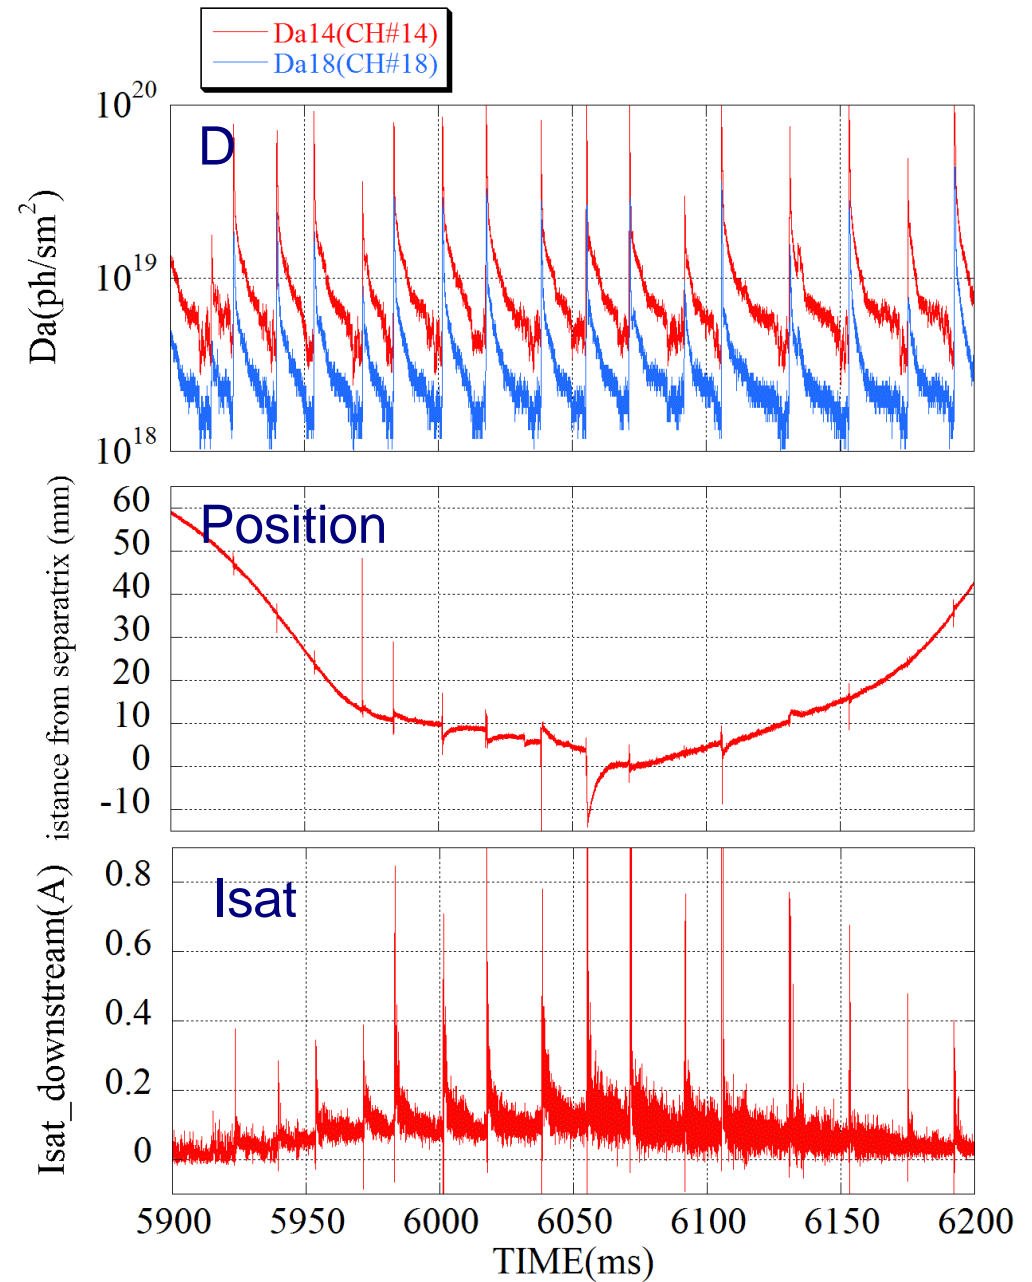 Da14(CH#14)
Da18(CH#18)
10^20
D
10^19
10^18
Da(ph/sm^2)
60
Position
50
40
30
20
10
0
-10
istance from separatrix (mm)
0.8
Isat
0.6
0.4
0.2
0
Isat_downstream(A)
5900 5950 6000 6050 6100 6150 6200
TIME(ms)